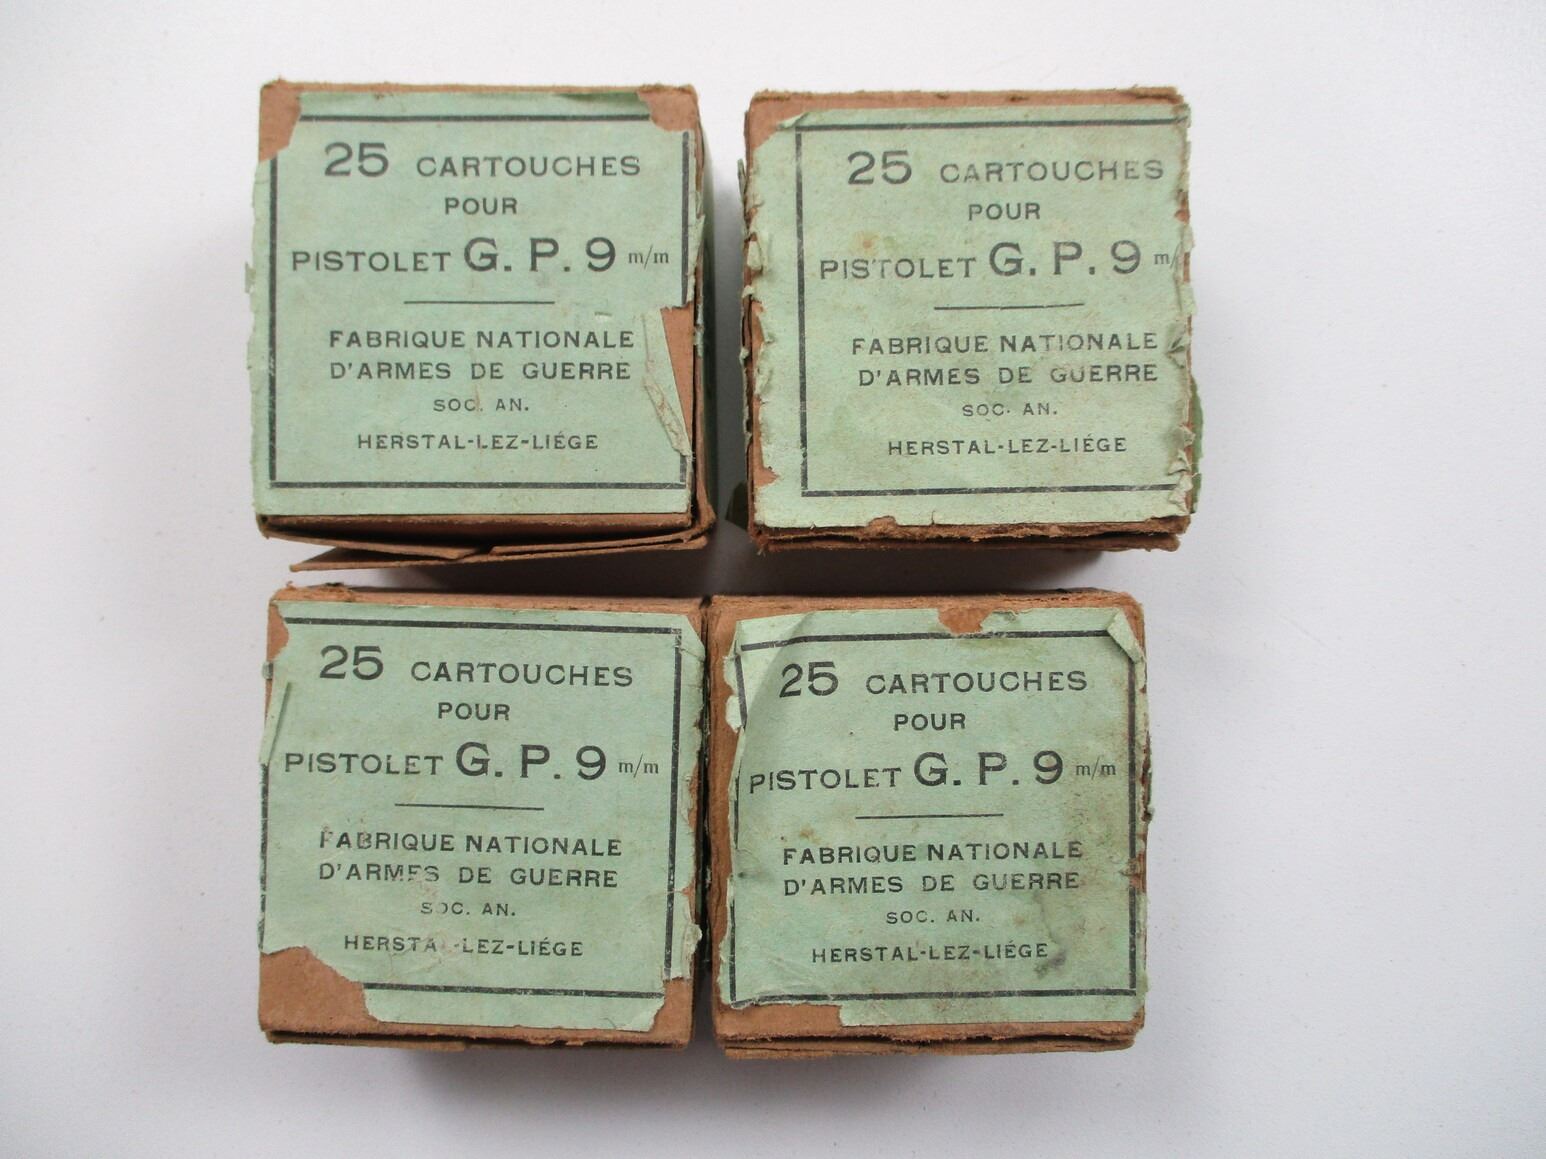 25 CARTOUCHES
POUR
PISTOLET G. P. 9 m/m
FABRIQUE NATIONALE
D'ARMES DE GUERRE
SOC. AN.
HERSTAL-LEZ-LIÉGE
25 CARTOUCHES
POUR
PISTOLET G. P. 9 m/
FABRIQUE NATIONALE
D'ARMES DE GUERRE
SOC. AN.
HERSTAL-LEZ-LIÉGE
25 CARTOUCHES
POUR
PISTOLET G. P. 9 m/m
FABRIQUE NATIONALE
D'ARMES DE GUERRE
SOC. AN.
HERSTAL-LEZ-LIÉGE
25 CARTOUCHES
POUR
PISTOLET G. P. 9 m/m
FABRIQUE NATIONALE
D'ARMES DE GUERRE
SOC. AN.
HERSTAL-LEZ-LIÉGE